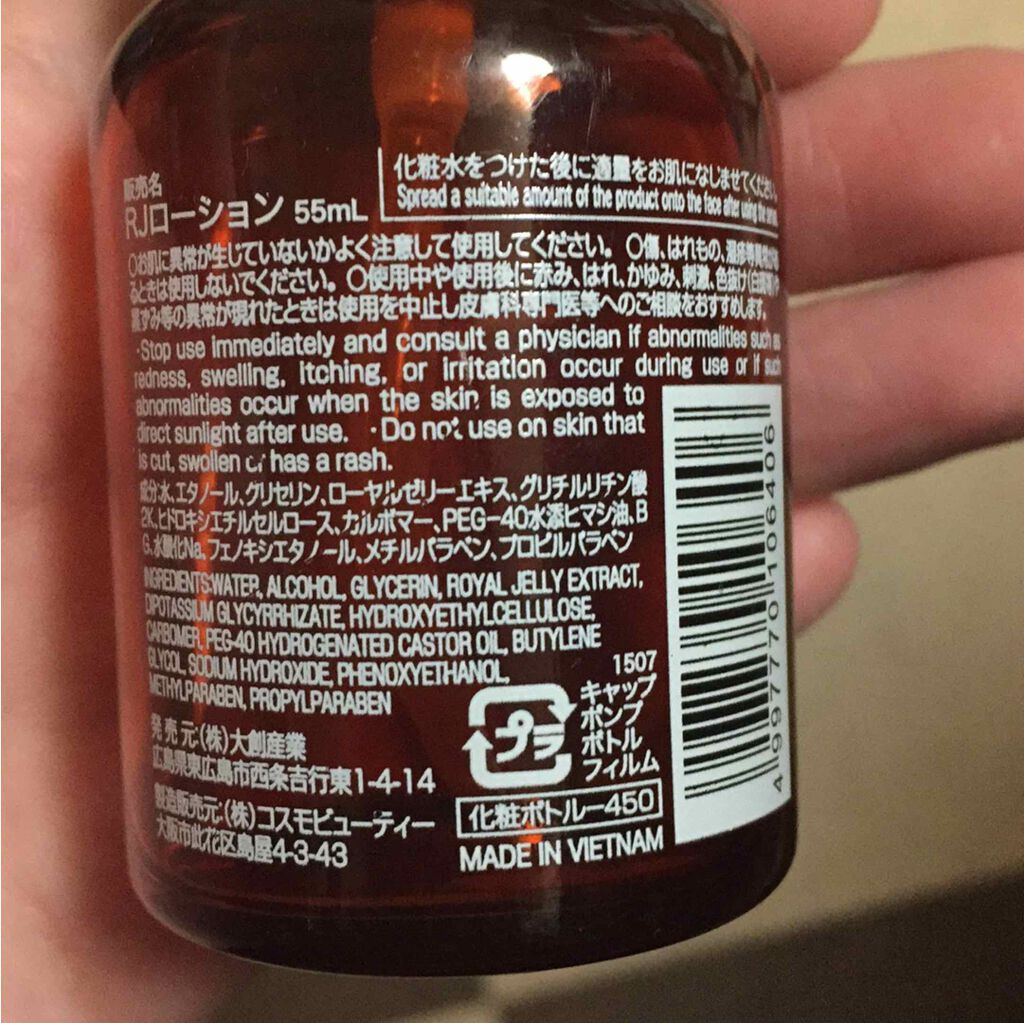 販売名
RJローション 55mL
化粧水をつけた後に適量をお肌になじませてください。
Spread a suitable amount of the product onto the face after using the
○お肌に異常が生じていないかよく注意して使用してください。○傷、はれもの、湿疹等
るときは使用しないでください。○使用中や使用後に赤み、はれ、かゆみ、刺激、色抜け(白斑等)や
黒ずみ等の異常が現れたときは使用を中止し皮膚科専門医等へのご相談をおすすめします。
・Stop use immediately and consult a physician if abnormalities such as
redness, swelling, itching, or irritation occur during use or if such
abnormalities occur when the skin is exposed to
direct sunlight after use. ・Do not use on skin that
is cut, swollen or has a rash.
成分:水、エタノール、グリセリン、ローヤルゼリーエキス、グリチルリチン酸
2K、ヒドロキシエチルセルロース、カルボマー、PEG-40水添ヒマシ油、B
G、水酸化Na、フェノキシエタノール、メチルパラベン、プロピルパラベン
INGREDIENTS:WATER, ALCOHOL, GLYCERIN, ROYAL JELLY EXTRACT,
DIPOTASSIUM GLYCYRRHIZATE, HYDROXYETHYLCELLULOSE,
CARBOMER, PEG-40 HYDROGENATED CASTOR OIL, BUTYLENE
GLYCOL, SODIUM HYDROXIDE, PHENOXYETHANOL,
METHYLPARABEN, PROPYLPARABEN
発売元:(株)大創産業
広島県東広島市西条吉行東1-4-14
製造販売元:(株)コスモビューティー
大阪市此花区島屋4-3-43
1507
プラ
キャップ
ポンプ
ボトル
フィルム
化粧ボトルー450
MADE IN VIETNAM
4 997770 106406